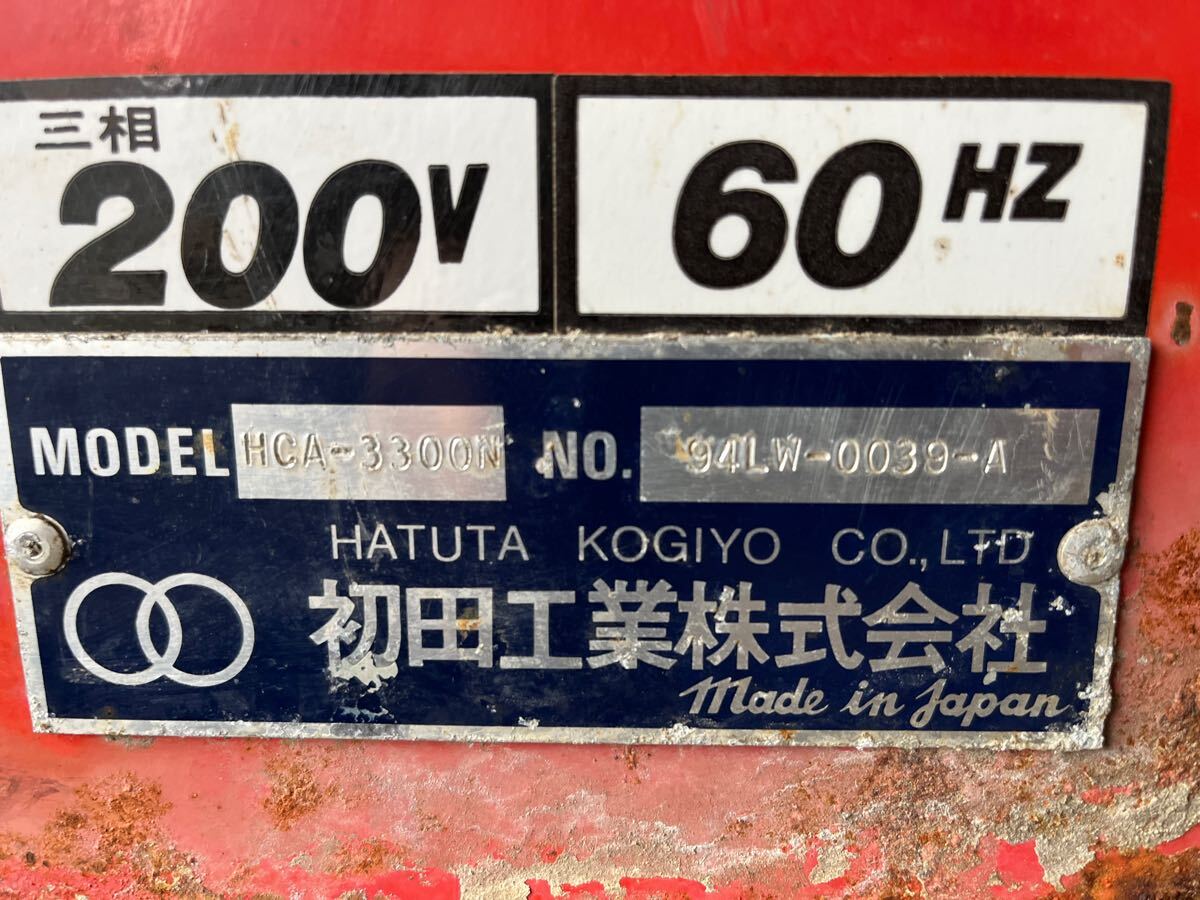 三相
200V
60HZ
MODEL HCA-3300N NO. 94LW-0039-A
HATUTA KOGIYO CO.,LTD
初田工業株式会社
Made in Japan